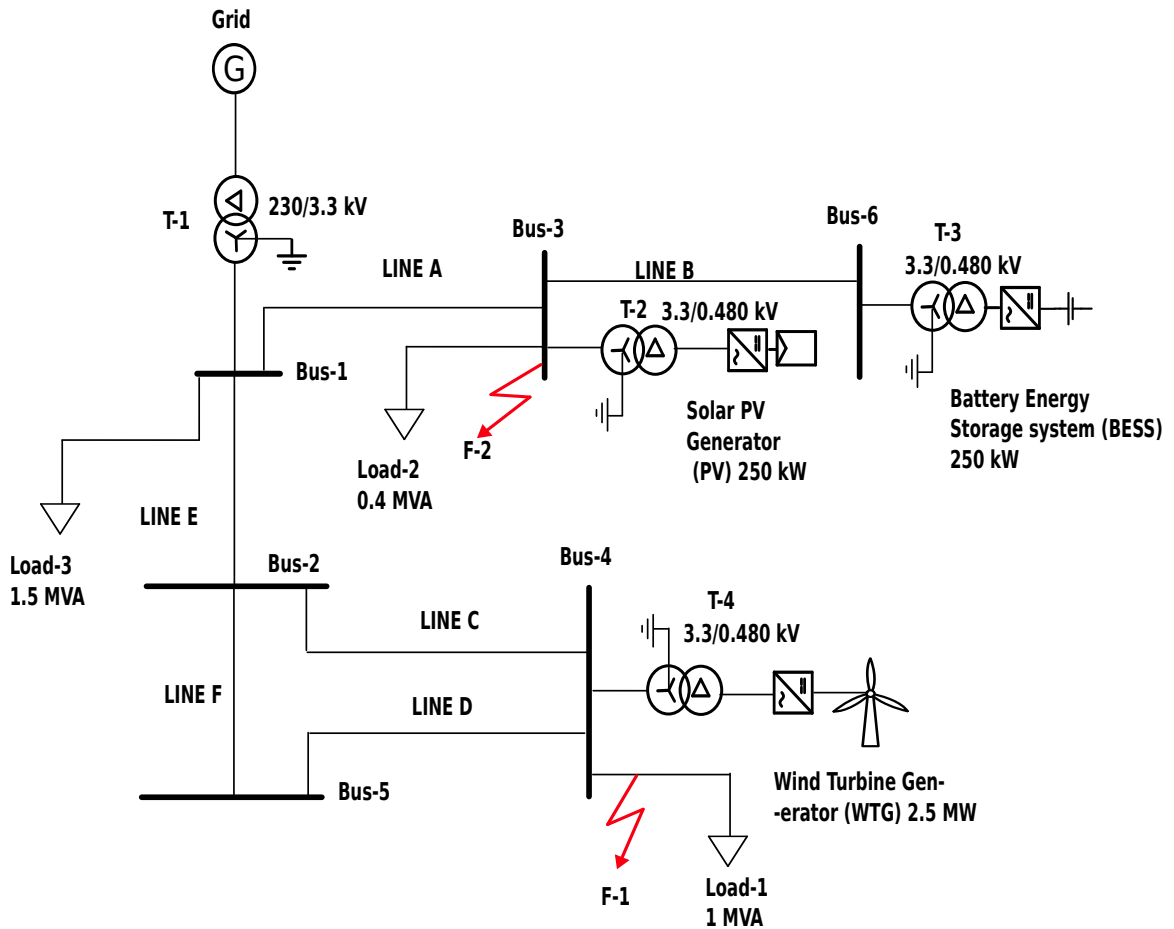 Grid
G
T-1
230/3.3 kV
LINE A
Bus-3
LINE B
Bus-6
T-3
3.3/0.480 kV
T-2
3.3/0.480 kV
Bus-1
Load-2
0.4 MVA
F-2
Solar PV
Generator
(PV) 250 kW
Battery Energy
Storage system (BESS)
250 kW
LINE E
Load-3
1.5 MVA
Bus-2
Bus-4
LINE C
T-4
3.3/0.480 kV
LINE F
LINE D
Bus-5
Wind Turbine Gen-
-erator (WTG) 2.5 MW
F-1
Load-1
1 MVA